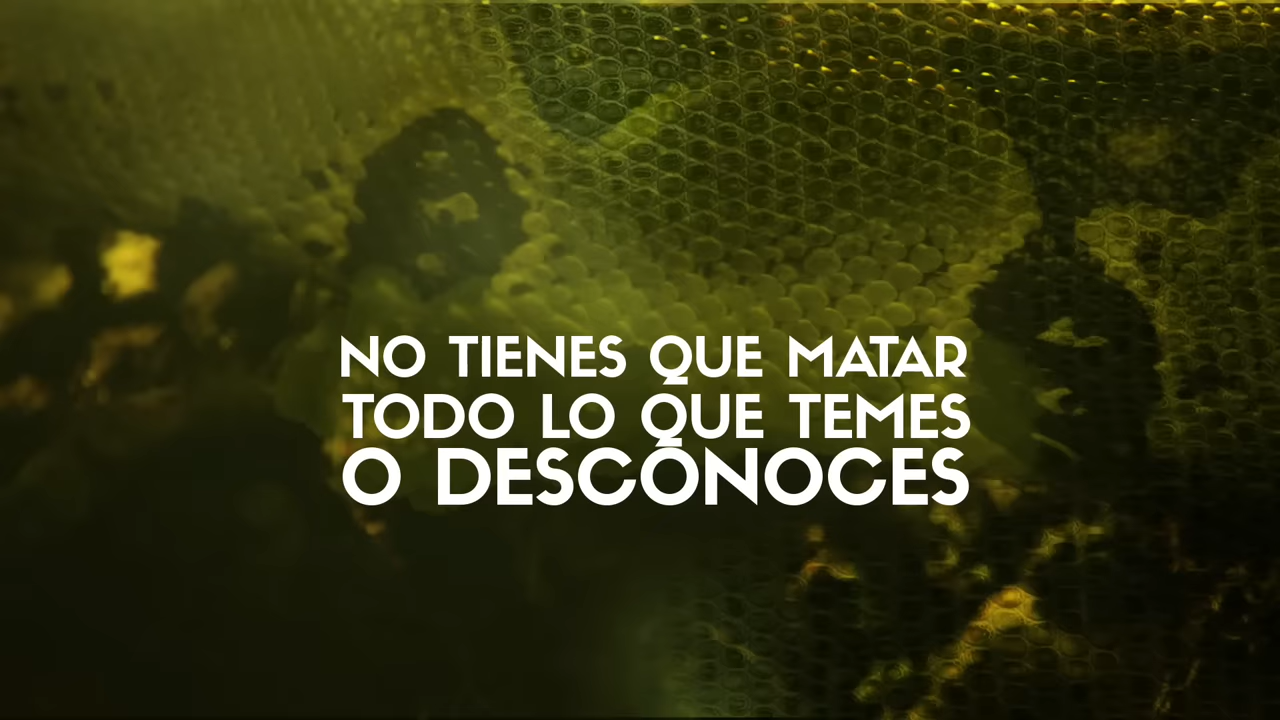 NO TIENES QUE MATAR
TODO LO QUE TEMES
O DESCONOCES